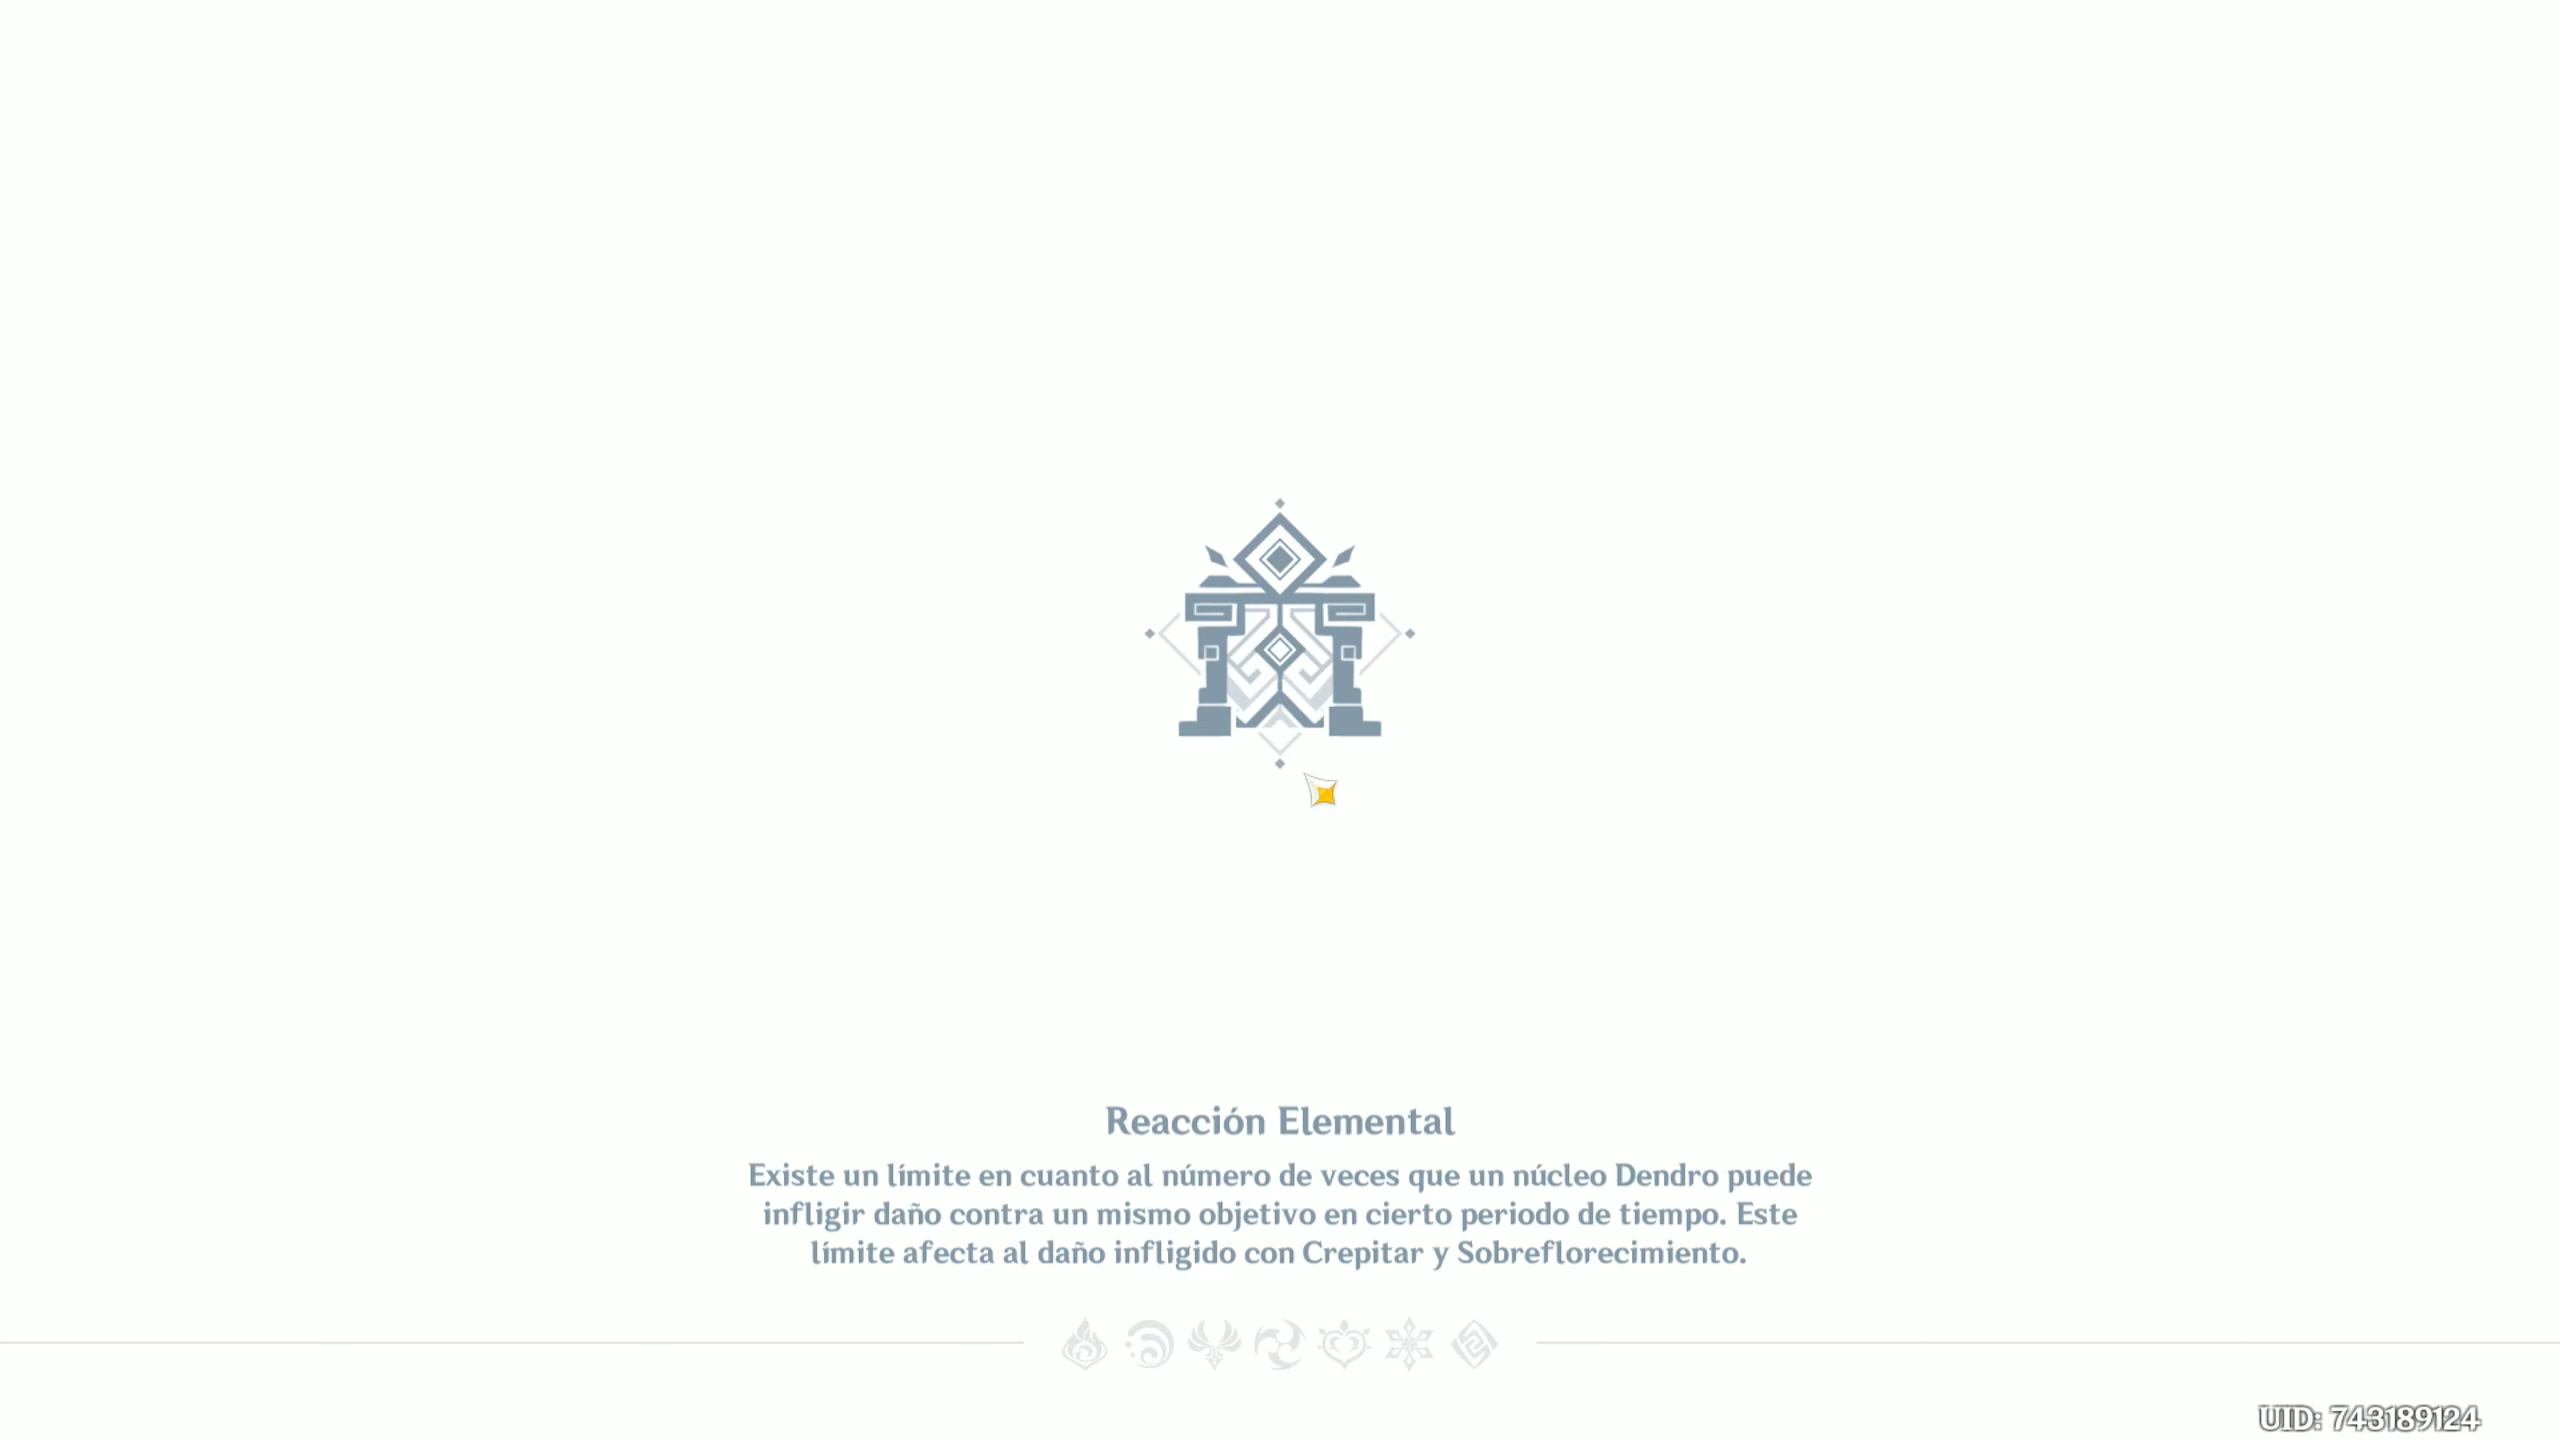 Reacción Elemental
Existe un límite en cuanto al número de veces que un núcleo Dendro puede
infligir daño contra un mismo objetivo en cierto periodo de tiempo. Este
límite afecta al daño infligido con Crepitar y Sobreflorecimiento.
UID: 743189124